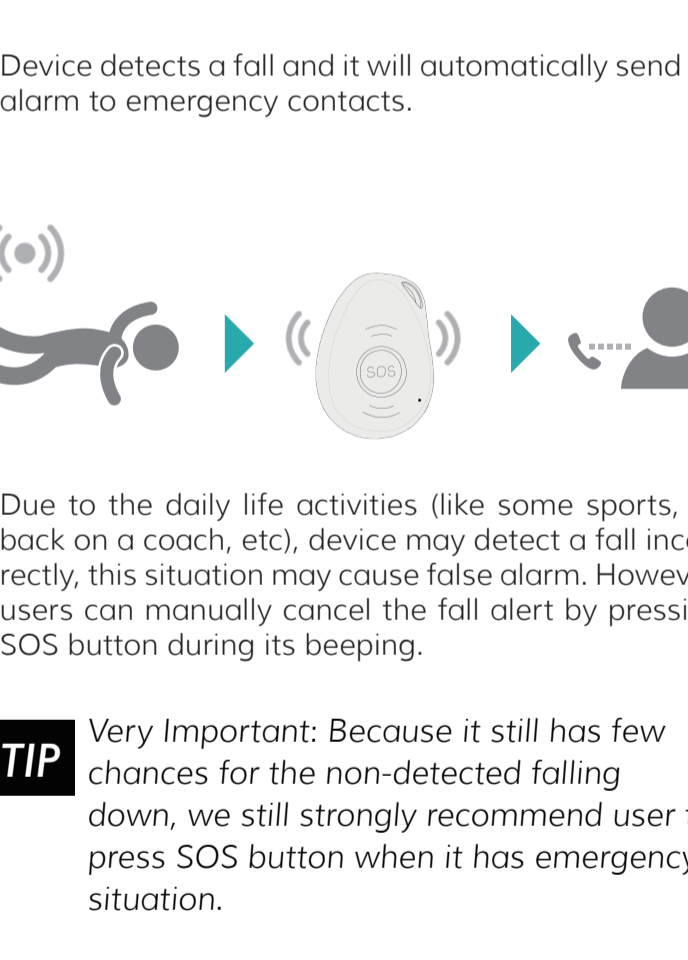 Device detects a fall and it will automatically send
alarm to emergency contacts.
SOS
Due to the daily life activities (like some sports,
back on a coach, etc), device may detect a fall inco
rectly, this situation may cause false alarm. Howev
users can manually cancel the fall alert by pressi
SOS button during its beeping.
TIP
Very Important: Because it still has few
chances for the non-detected falling
down, we still strongly recommend user
press SOS button when it has emergency
situation.